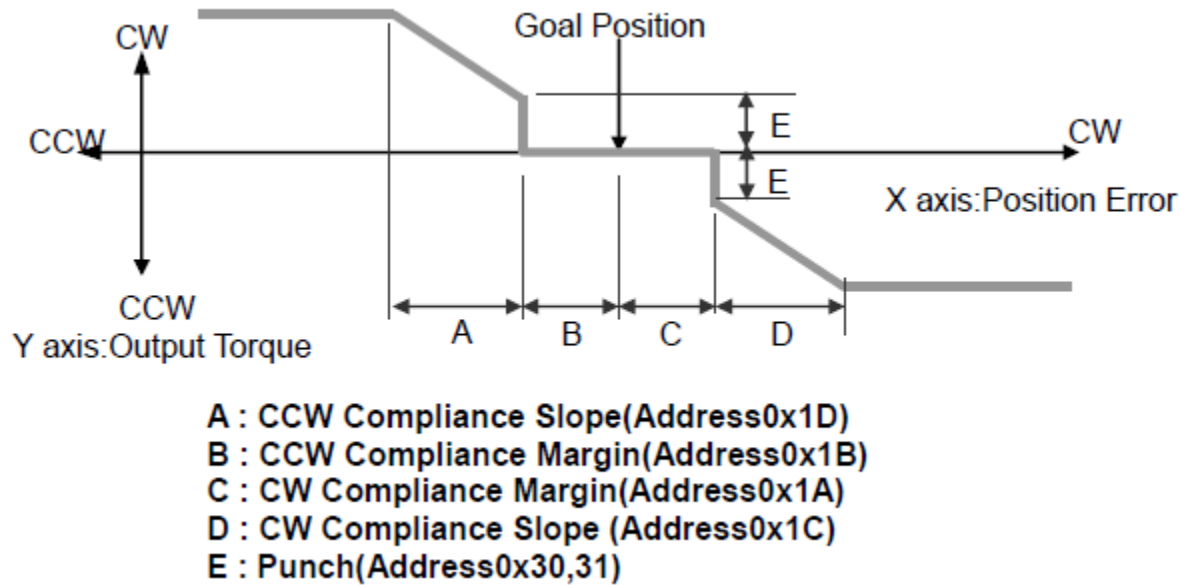 CW
Goal Position
E
CCW
CW
E
X axis:Position Error
CCW
Y axis:Output Torque
A
B
C
D
A : CCW Compliance Slope(Address0x1D)
B : CCW Compliance Margin(Address0x1B)
C : CW Compliance Margin(Address0x1A)
D : CW Compliance Slope (Address0x1C)
E : Punch(Address0x30,31)